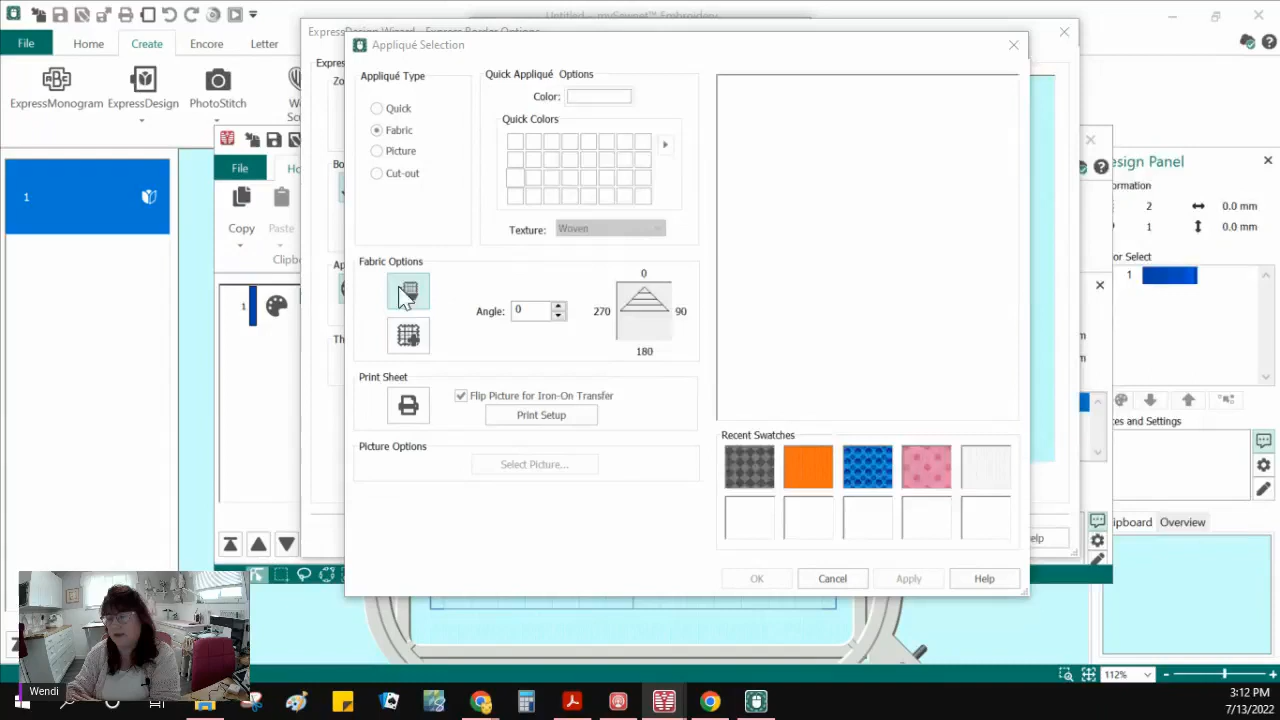 Untitled - mySewnet™ Embroidery
File Home Create Encore Letter
ExpressMonogram ExpressDesign PhotoStitch
ExpressDesign Wizard - Express Border Options
Appliqué Selection
Appliqué Type
Quick
Fabric
Picture
Cut-out
Quick Appliqué Options
Color:
Quick Colors
Texture: Woven
Fabric Options
Angle: 0
0
270 90
180
Print Sheet
Flip Picture for Iron-On Transfer
Print Setup
Picture Options
Select Picture...
Recent Swatches
OK Cancel Apply Help
File
Copy Paste
Clipb
1
1
esign Panel
ormation
2 0.0 mm
1 0.0 mm
or Select
1
es and Settings
ipboard Overview
elp
Wendi
112%
3:12 PM
7/13/2022